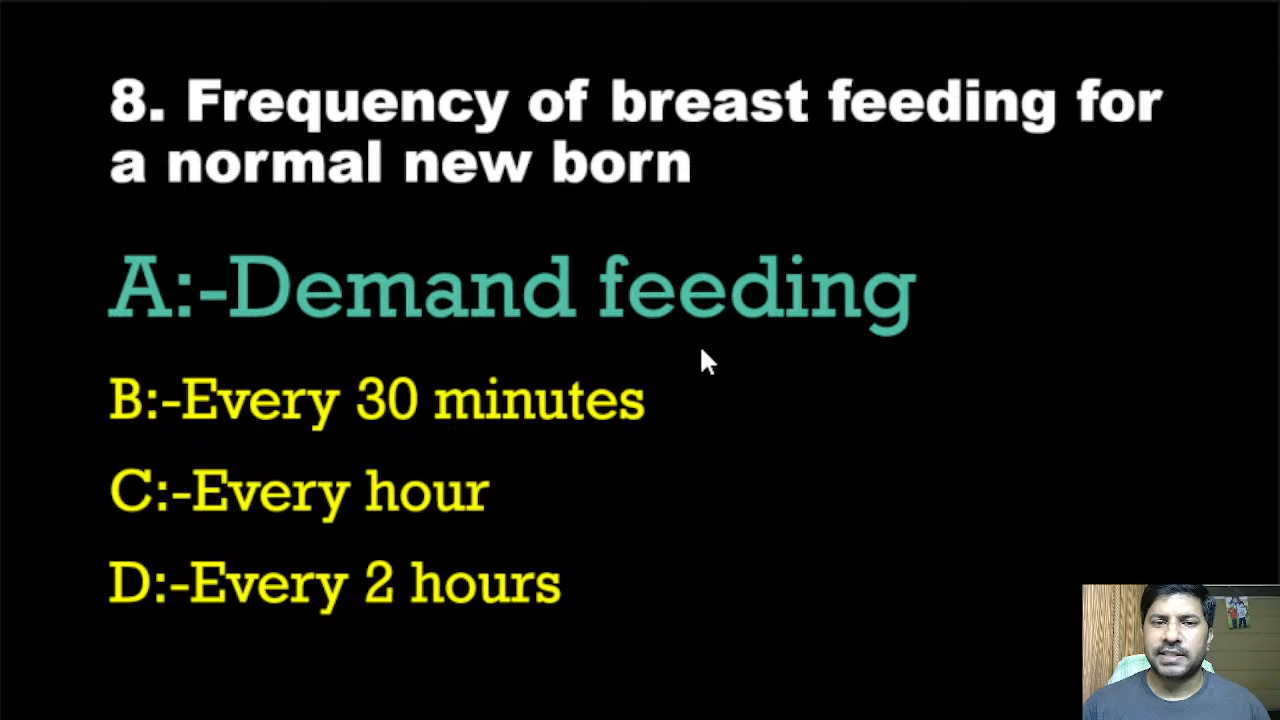 8. Frequency of breast feeding for
a normal new born
A:-Demand feeding
B:-Every 30 minutes
C:-Every hour
D:-Every 2 hours